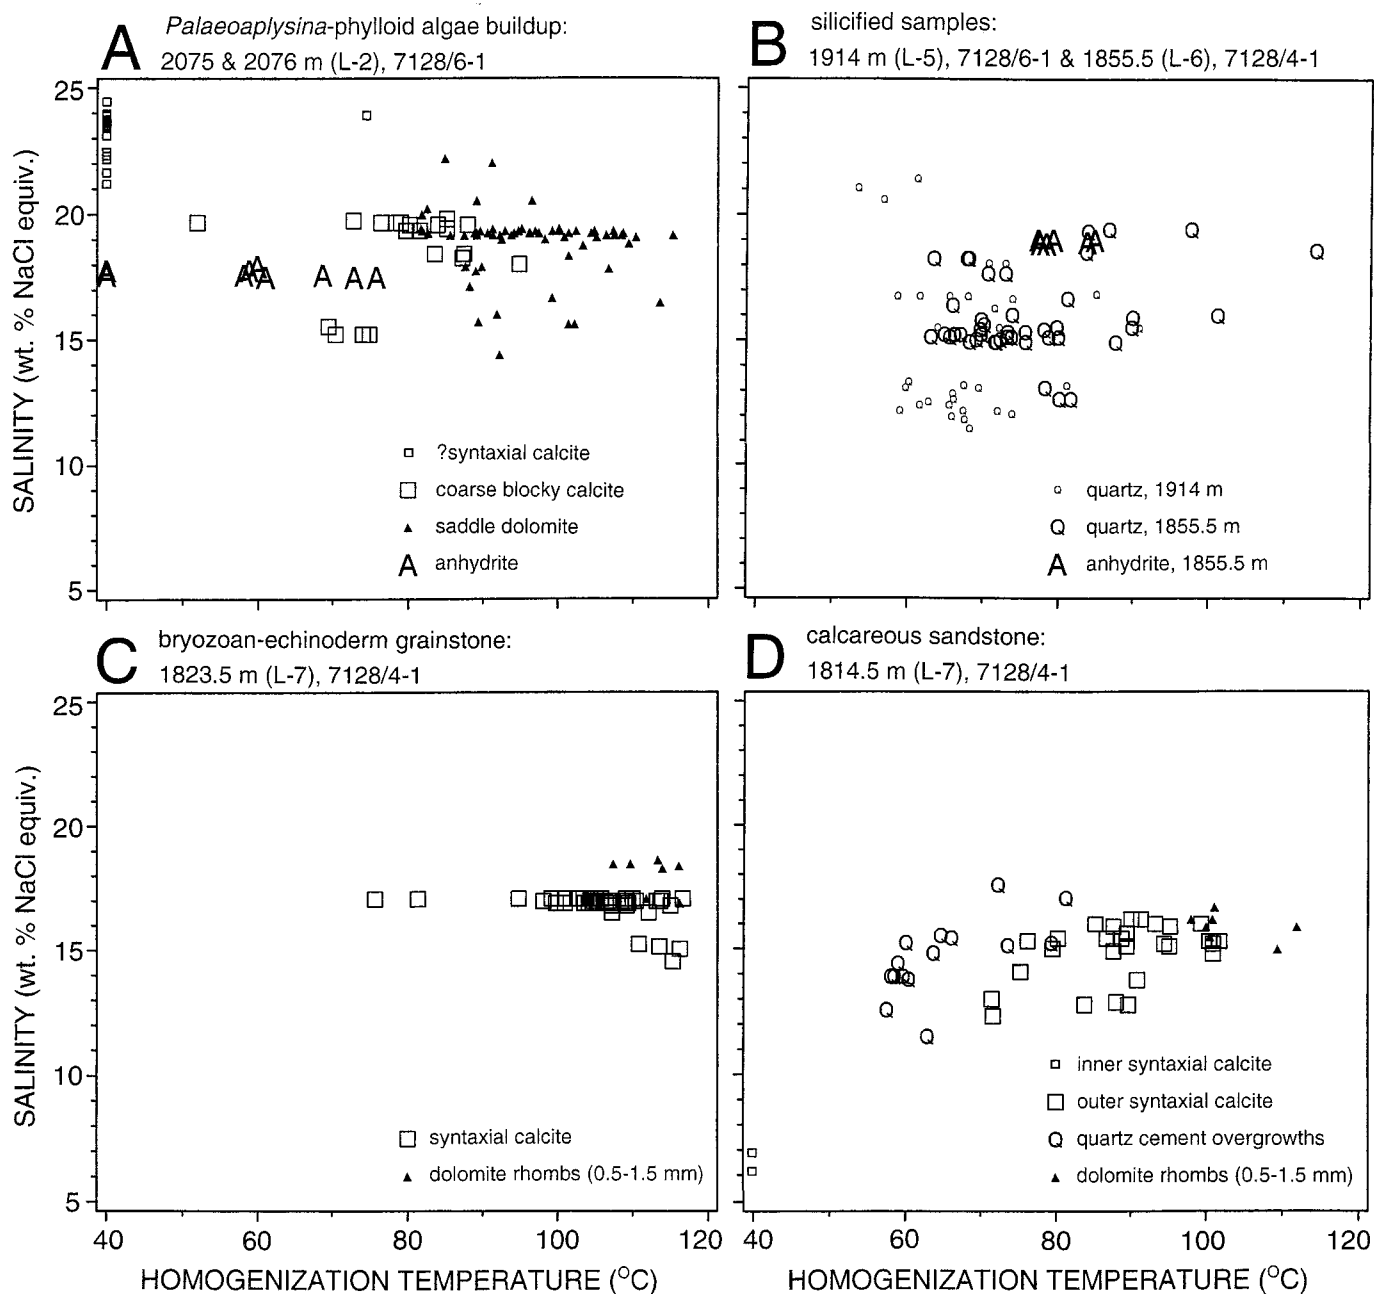 A Palaeoaplysina-phylloid algae buildup:
2075 & 2076 m (L-2), 7128/6-1
B silicified samples:
1914 m (L-5), 7128/6-1 & 1855.5 (L-6), 7128/4-1
SALINITY (wt. % NaCl equiv.)
25
20
15
10
5
?syntaxial calcite
coarse blocky calcite
saddle dolomite
A anhydrite
40
60
80
100
120
Q quartz, 1914 m
Q quartz, 1855.5 m
A anhydrite, 1855.5 m
C bryozoan-echinoderm grainstone:
1823.5 m (L-7), 7128/4-1
D calcareous sandstone:
1814.5 m (L-7), 7128/4-1
SALINITY (wt. % NaCl equiv.)
25
20
15
10
5
syntaxial calcite
dolomite rhombs (0.5-1.5 mm)
inner syntaxial calcite
outer syntaxial calcite
Q quartz cement overgrowths
dolomite rhombs (0.5-1.5 mm)
40 60 80 100 120
40 60 80 100 120
HOMOGENIZATION TEMPERATURE (°C)
HOMOGENIZATION TEMPERATURE (°C)